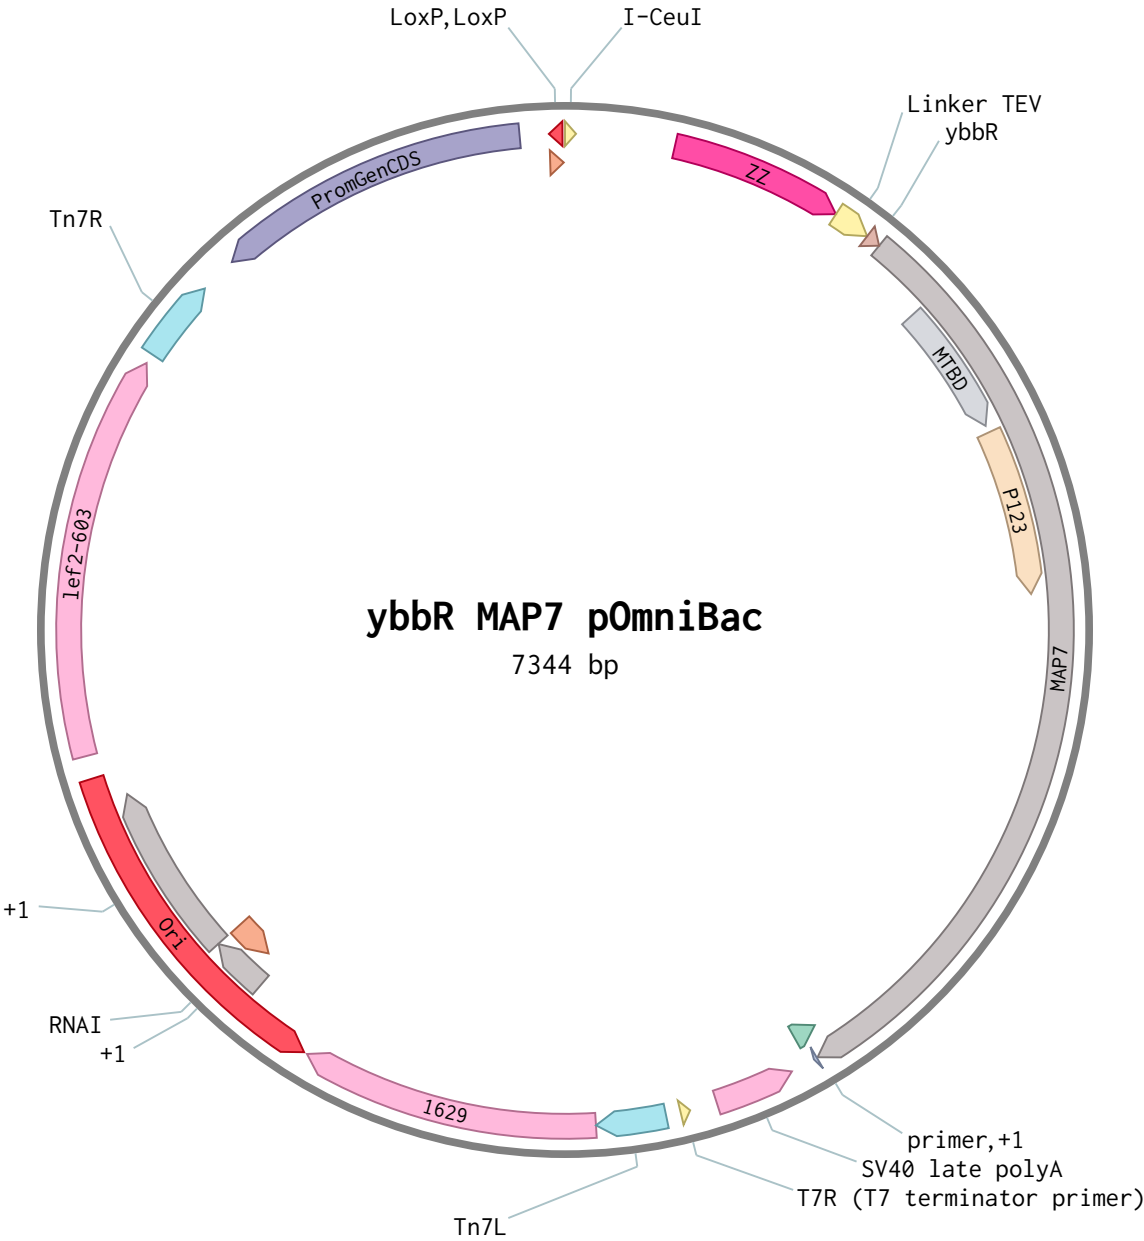 LoxP,LoxP
I-CeuI
Linker TEV
ybbR
ZZ
PromGenCDS
Tn7R
MTBD
P123
lef2-603
ybbR MAP7 pOmniBac
7344 bp
MAP7
+1
Ori
RNAI
+1
1629
primer,+1
SV40 late polyA
T7R (T7 terminator primer)
Tn7L